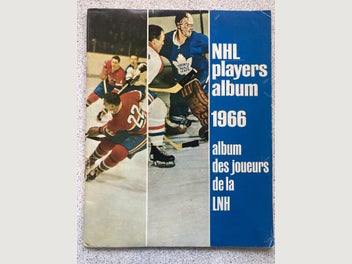 NHL
players
album
1966
album
des joueurs
de la
LNH